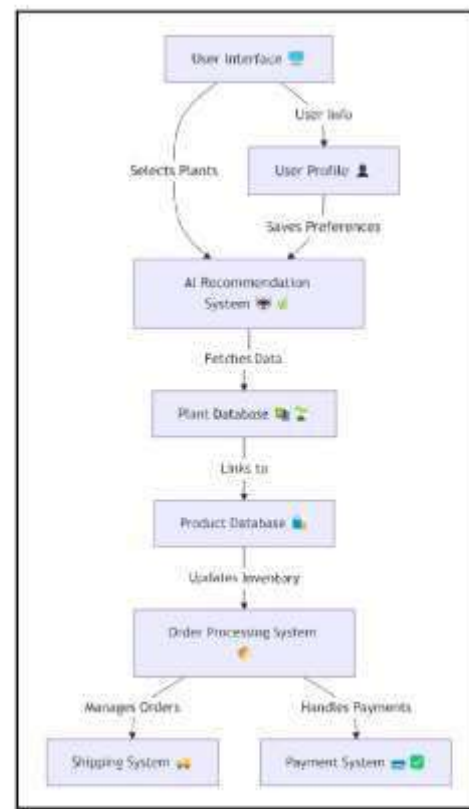 User Interface 🖥️
User Info
Selects Plants
User Profile 👤
Saves Preferences
AI Recommendation
System 🕷️🌿
Fetches Data
Plant Database 🌱
Links to
Product Database 🛍️
Updates Inventory
Order Processing System
📦
Manages Orders
Handles Payments
Shipping System 🚚
Payment System 💳✅